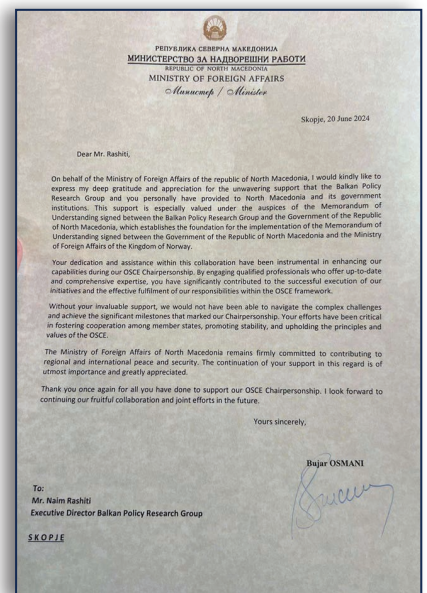 РЕПУБЛИКА СЕВЕРНА МАКЕДОНИЈА
МИНИСТЕРСТВО ЗА НАДВОРЕШНИ РАБОТИ
REPUBLIC OF NORTH MACEDONIA
MINISTRY OF FOREIGN AFFAIRS
Министер / Minister
Skopje, 20 June 2024
Dear Mr. Rashiti,
On behalf of the Ministry of Foreign Affairs of the republic of North Macedonia, I would kindly like to
express my deep gratitude and appreciation for the unwavering support that the Balkan Policy
Research Group and you personally have provided to North Macedonia and its government
institutions. This support is especially valued under the auspices of the Memorandum of
Understanding signed between the Balkan Policy Research Group and the Government of the Republic
of North Macedonia, which establishes the foundation for the implementation of the Memorandum of
Understanding signed between the Government of the Republic of North Macedonia and the Ministry
of Foreign Affairs of the Kingdom of Norway.
Your dedication and assistance within this collaboration have been instrumental in enhancing our
capabilities during our OSCE Chairpersonship. By engaging qualified professionals who offer up-to-date
and comprehensive expertise, you have significantly contributed to the successful execution of our
initiatives and the effective fulfilment of our responsibilities within the OSCE framework.
Without your invaluable support, we would not have been able to navigate the complex challenges
and achieve the significant milestones that marked our Chairpersonship. Your efforts have been critical
in fostering cooperation among member states, promoting stability, and upholding the principles and
values of the OSCE.
The Ministry of Foreign Affairs of North Macedonia remains firmly committed to contributing to
regional and international peace and security. The continuation of your support in this regard is of
utmost importance and greatly appreciated.
Thank you once again for all you have done to support our OSCE Chairpersonship. I look forward to
continuing our fruitful collaboration and joint efforts in the future.
Yours sincerely,
Bujar OSMANI
To:
Mr. Naim Rashiti
Executive Director Balkan Policy Research Group
SKOPJE